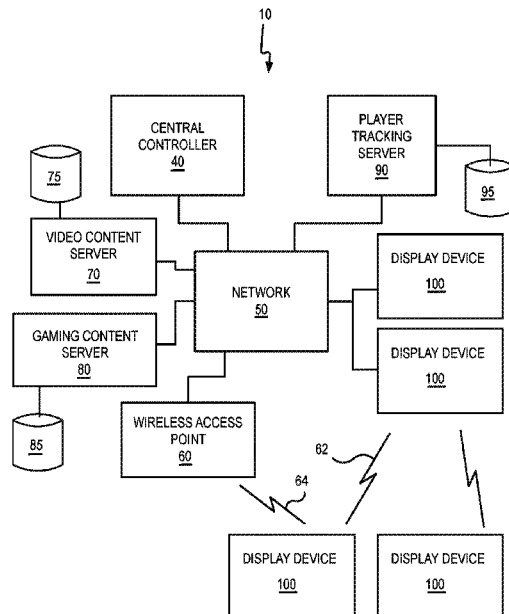 10
CENTRAL
CONTROLLER
40
PLAYER
TRACKING
SERVER
90
75
95
VIDEO CONTENT
SERVER
70
NETWORK
50
DISPLAY DEVICE
100
GAMING CONTENT
SERVER
80
DISPLAY DEVICE
100
85
WIRELESS ACCESS
POINT
60
62
64
DISPLAY DEVICE
100
DISPLAY DEVICE
100